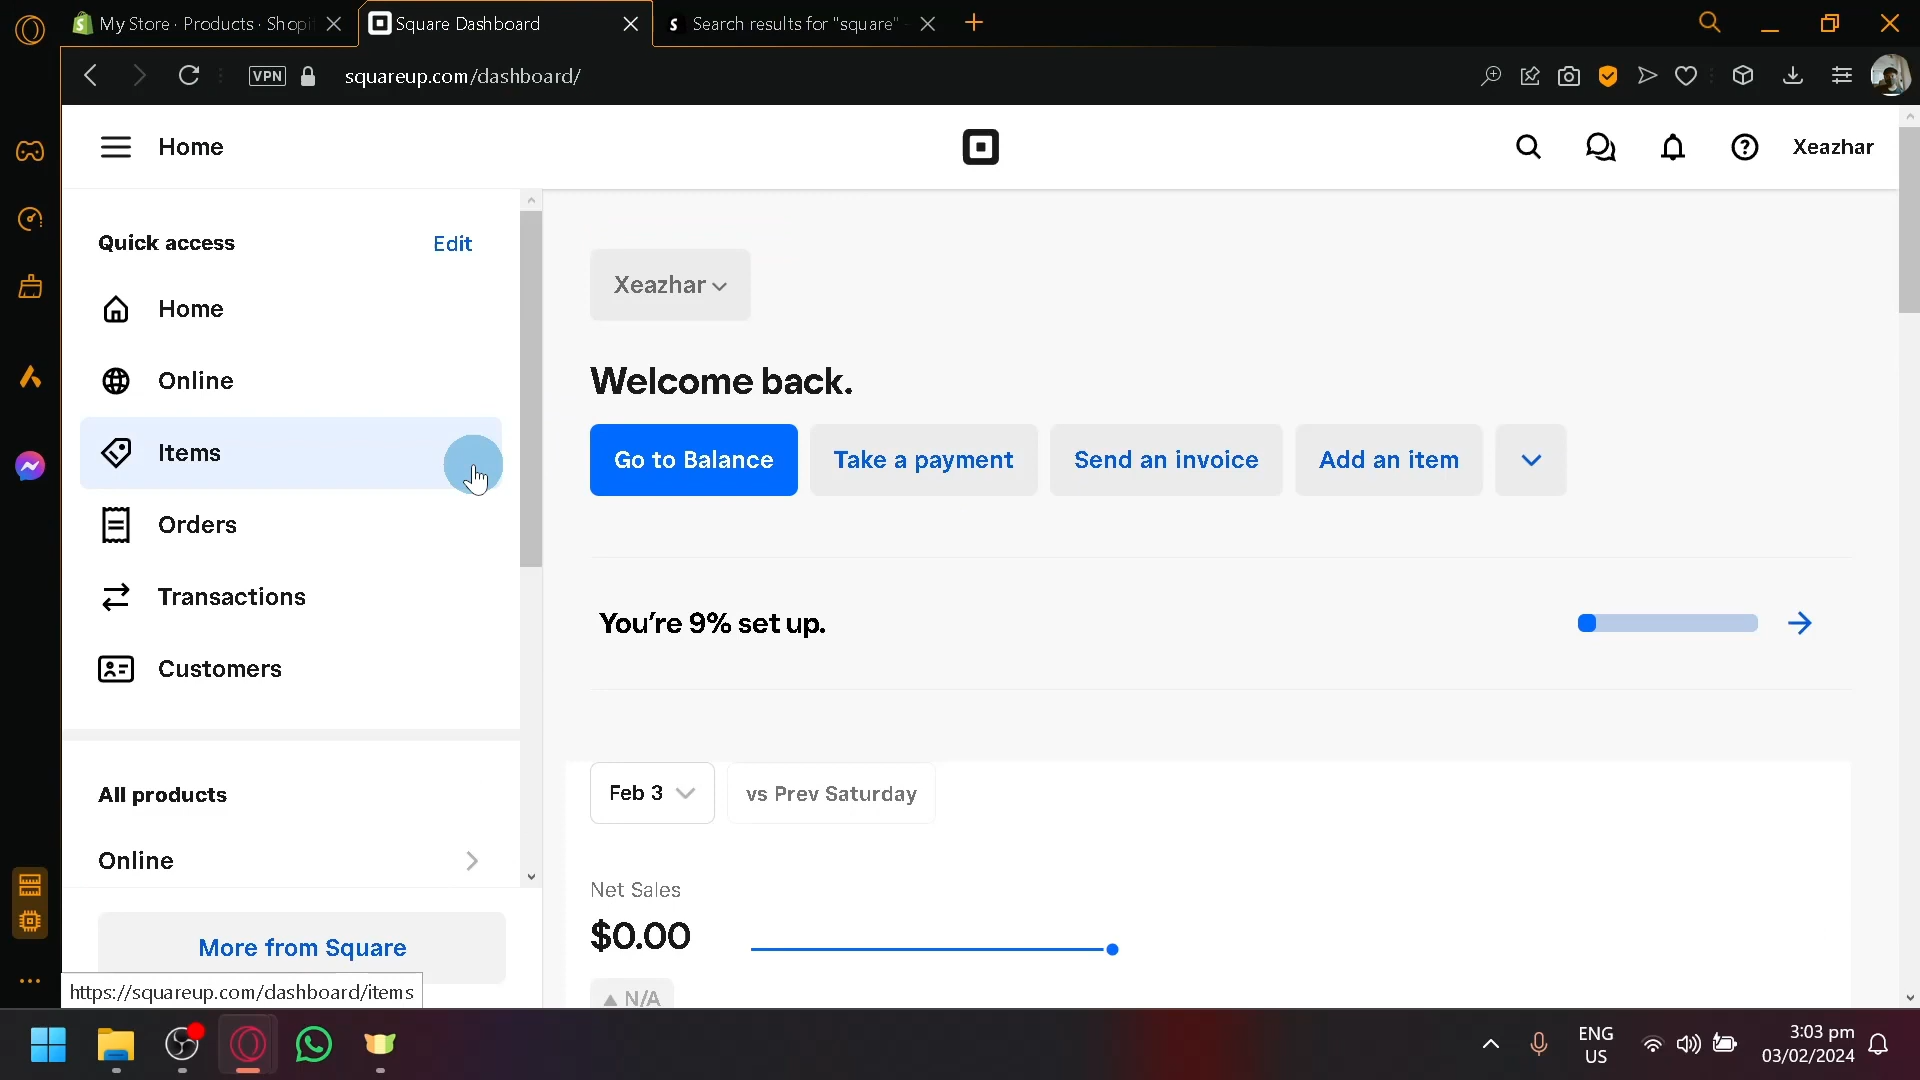 My Store · Products · Shopi
Square Dashboard
Search results for "square" -
VPN
squareup.com/dashboard/
Home
Xeazhar
Quick access
Edit
Home
Online
Items
Orders
Transactions
Customers
All products
Online
More from Square
https://squareup.com/dashboard/items
Xeazhar
Welcome back.
Go to Balance
Take a payment
Send an invoice
Add an item
You're 9% set up.
Feb 3
vs Prev Saturday
Net Sales
$0.00
▲ N/A
ENG
US
3:03 pm
03/02/2024